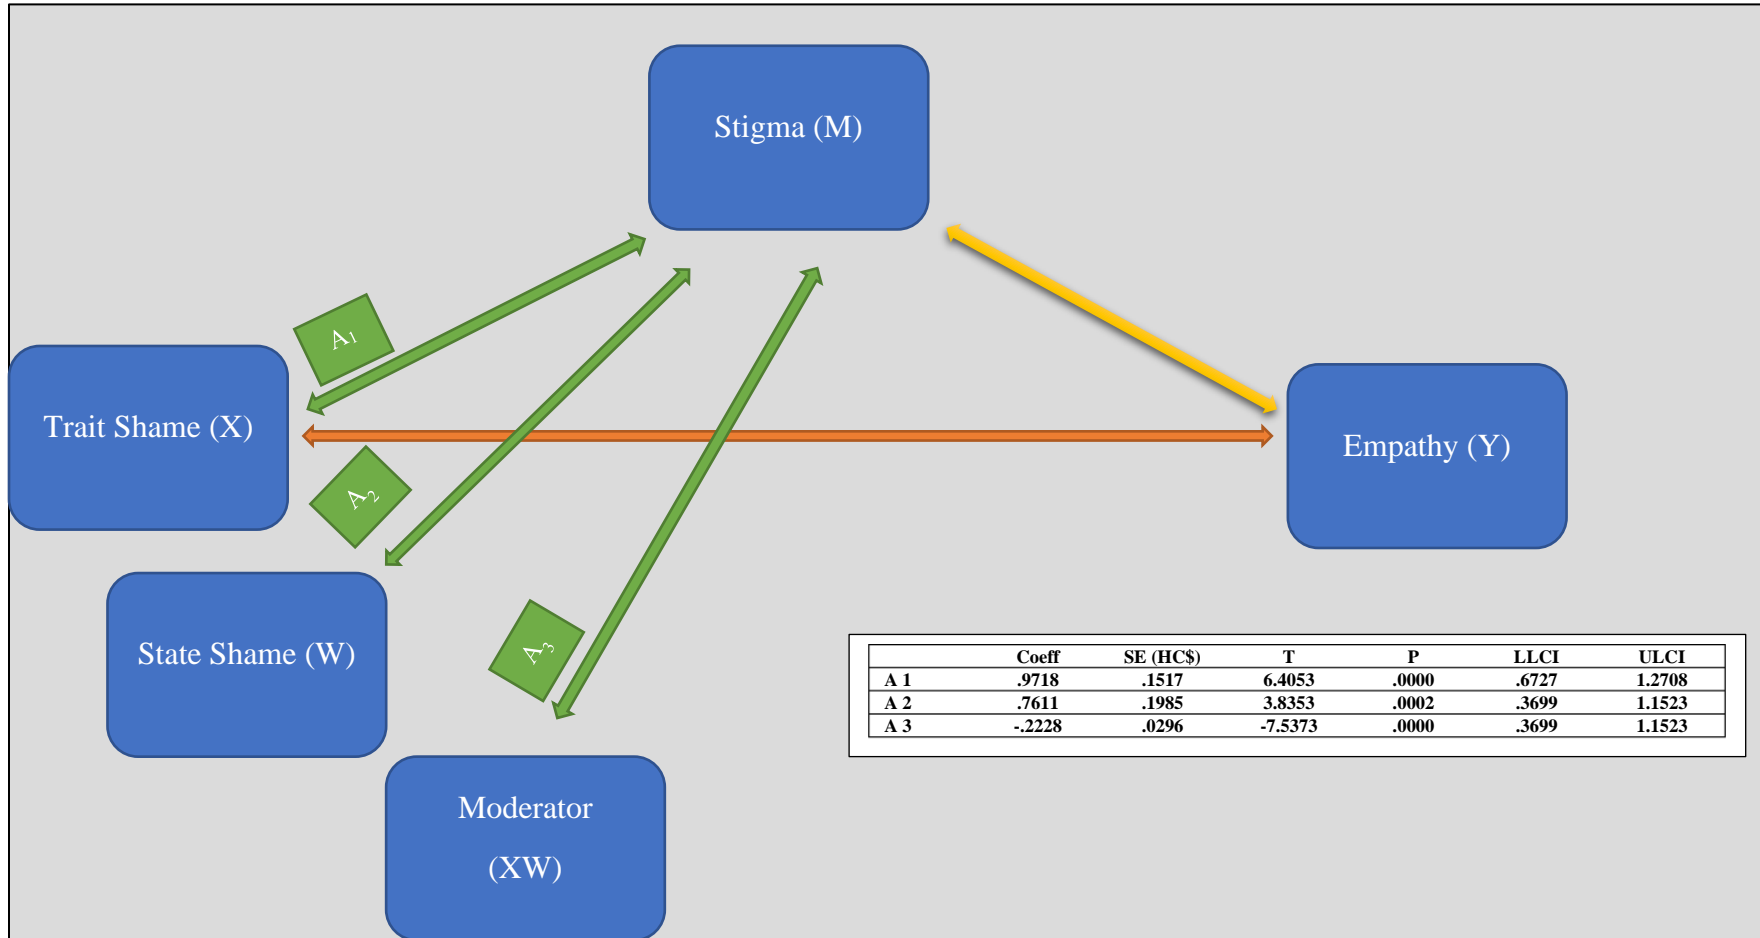 Stigma (M)
A1
Trait Shame (X)
Empathy (Y)
A2
State Shame (W)
A3
Coeff SE (HC$) T P LLCI ULCI
A 1 .9718 .1517 6.4053 .0000 .6727 1.2708
A 2 .7611 .1985 3.8353 .0002 .3699 1.1523
A 3 -.2228 .0296 -7.5373 .0000 .3699 1.1523
Moderator
(XW)